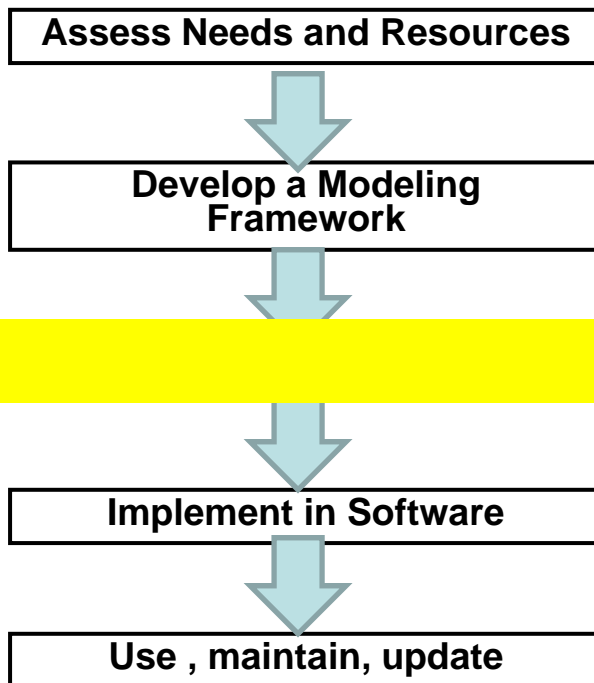 Assess Needs and Resources
Develop a Modeling
Framework
Implement in Software
Use , maintain, update